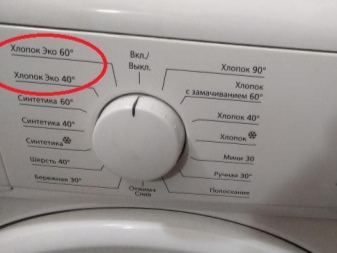 Вкл./
Выкл.
Хлопок Эко 60°
Хлопок Эко 40°
Синтетика 60°
Синтетика 40°
Синтетика
Шерсть 40°
Бережная 30°
Отжим/
Слив
Хлопок 90°
Хлопок
с замачиванием 60°
Хлопок 40°
Хлопок
Мини 30
Ручная 30°
Полоскание